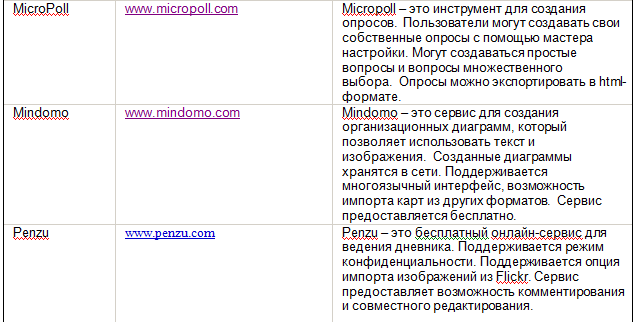 MicroPoll www.micropoll.com Micropoll – это инструмент для создания
опросов.  Пользователи могут создавать свои
собственные опросы с помощью мастера
настройки. Могут создаваться простые
вопросы и вопросы множественного
выбора.  Опросы можно экспортировать в html-
формате.
Mindomo www.mindomo.com Mindomo – это сервис для создания
организационных диаграмм, который
позволяет использовать текст и
изображения.  Созданные диаграммы
хранятся в сети. Поддерживается
многоязычный интерфейс, возможность
импорта карт из других форматов.  Сервис
предоставляется бесплатно.
Penzu www.penzu.com Penzu – это бесплатный онлайн-сервис для
ведения дневника. Поддерживается режим
конфиденциальности. Поддерживается опция
импорта изображений из Flickr. Сервис
предоставляет возможность комментирования
и совместного редактирования.